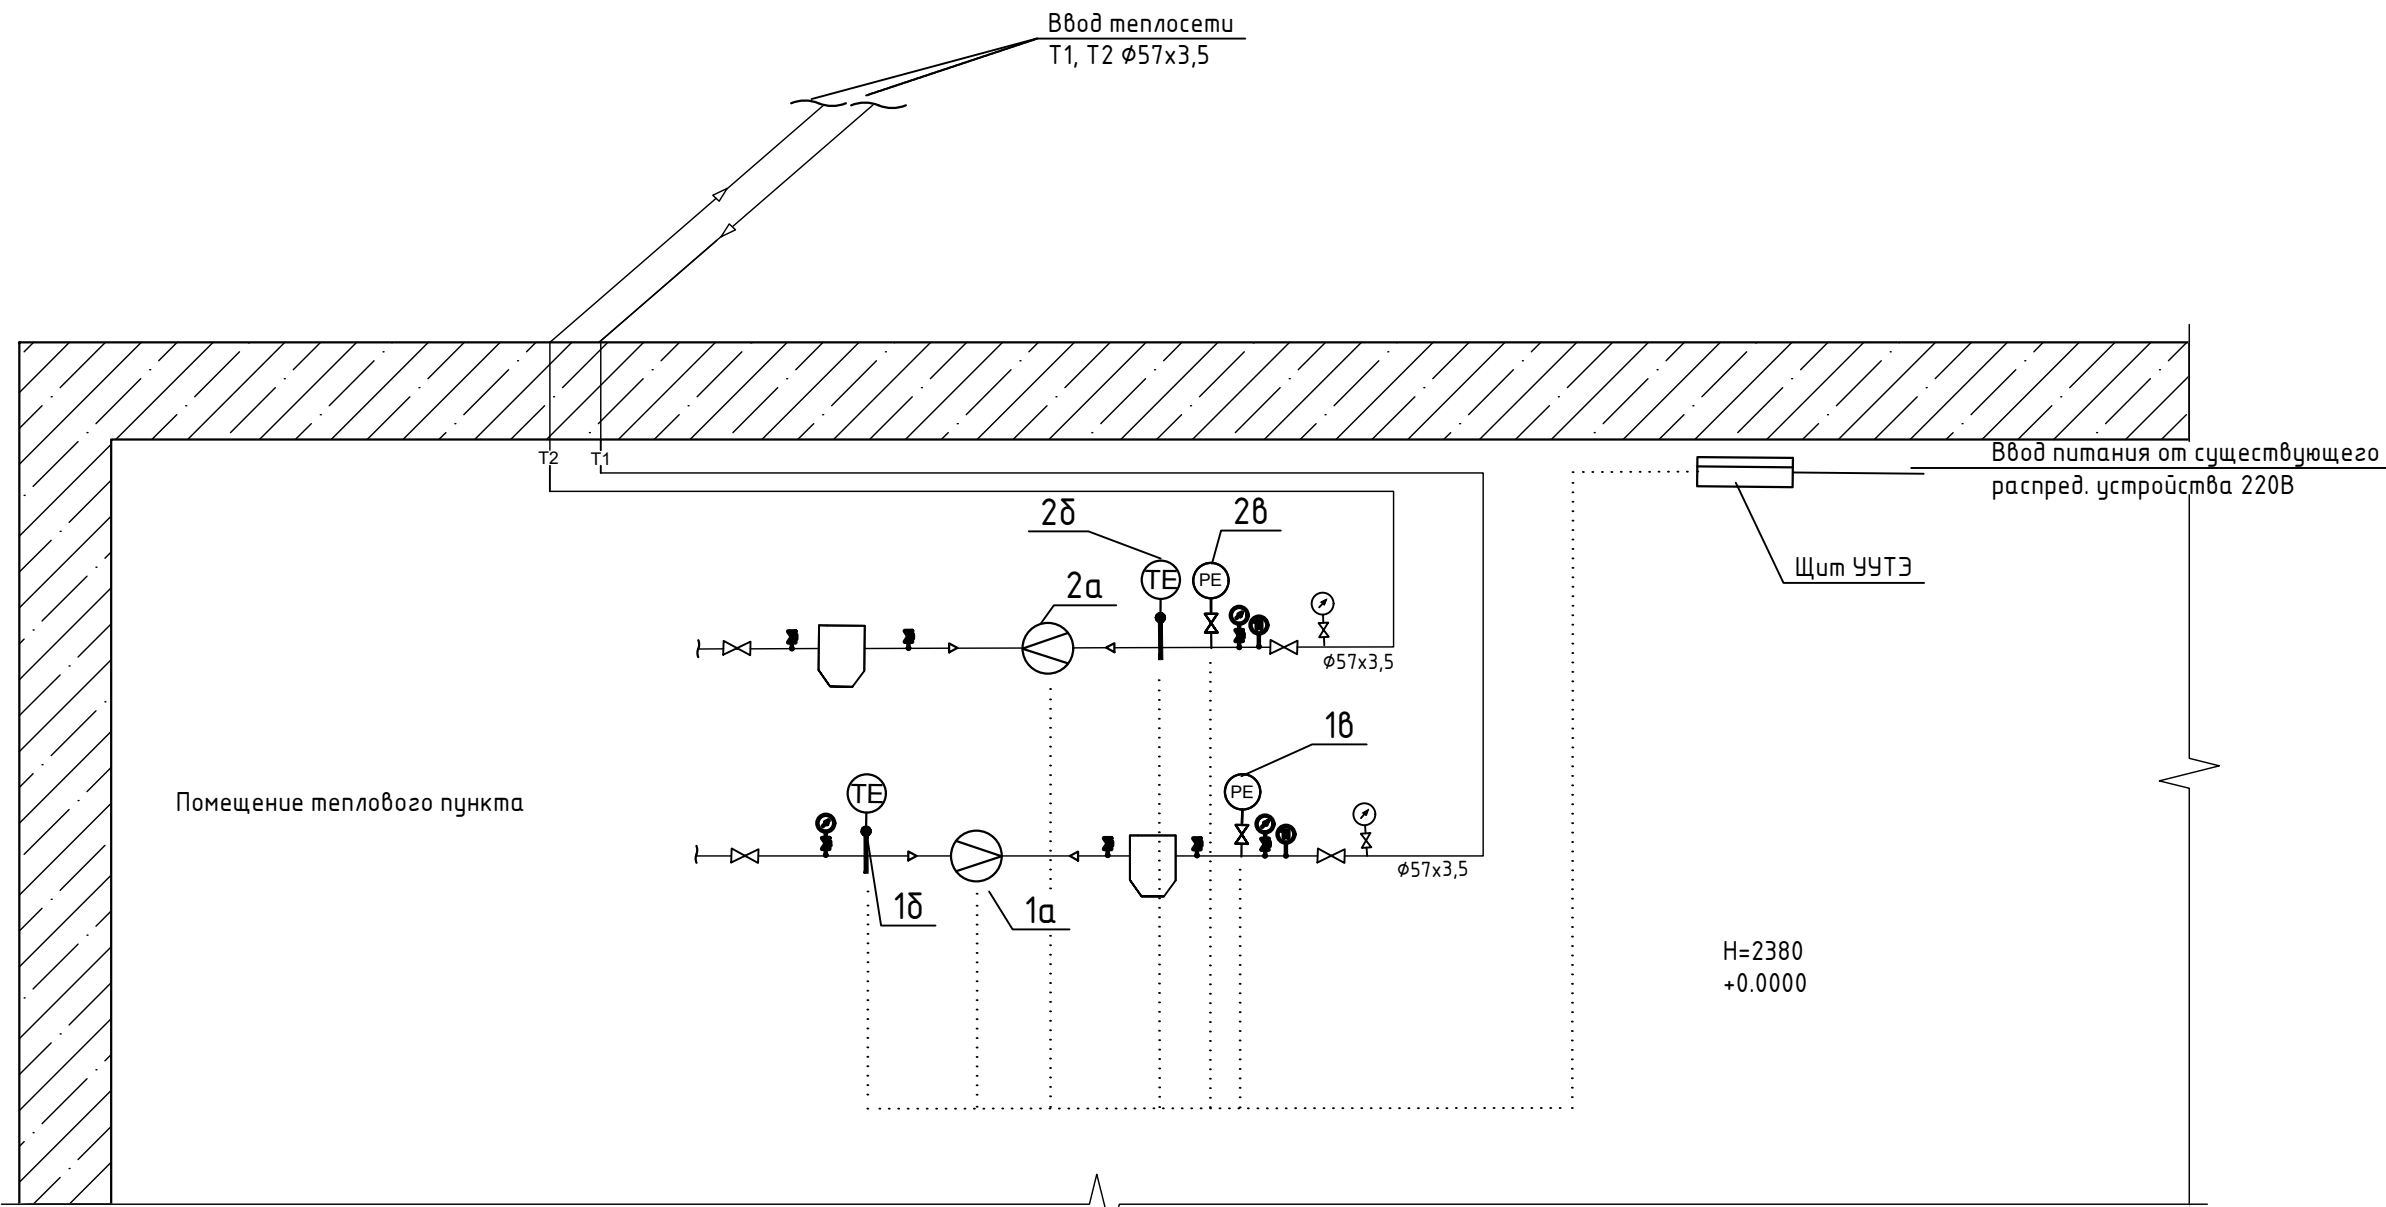 Ввод теплосети
Т1, Т2 Ф57х3,5
Т2
Т1
Ввод питания от существующего
распред. устройства 220В
Щит УУТЭ
2б
2в
2а
TE
PE
Ф57х3,5
1в
Помещение теплового пункта
TE
PE
Ф57х3,5
1б
1а
Н=2380
+0.0000